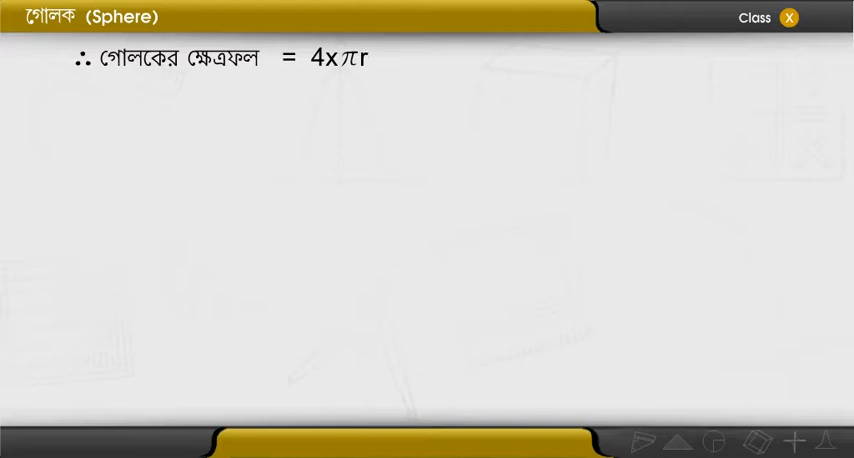 গোলক (Sphere)
Class X
∴ গোলকের ক্ষেত্রফল = 4xπr